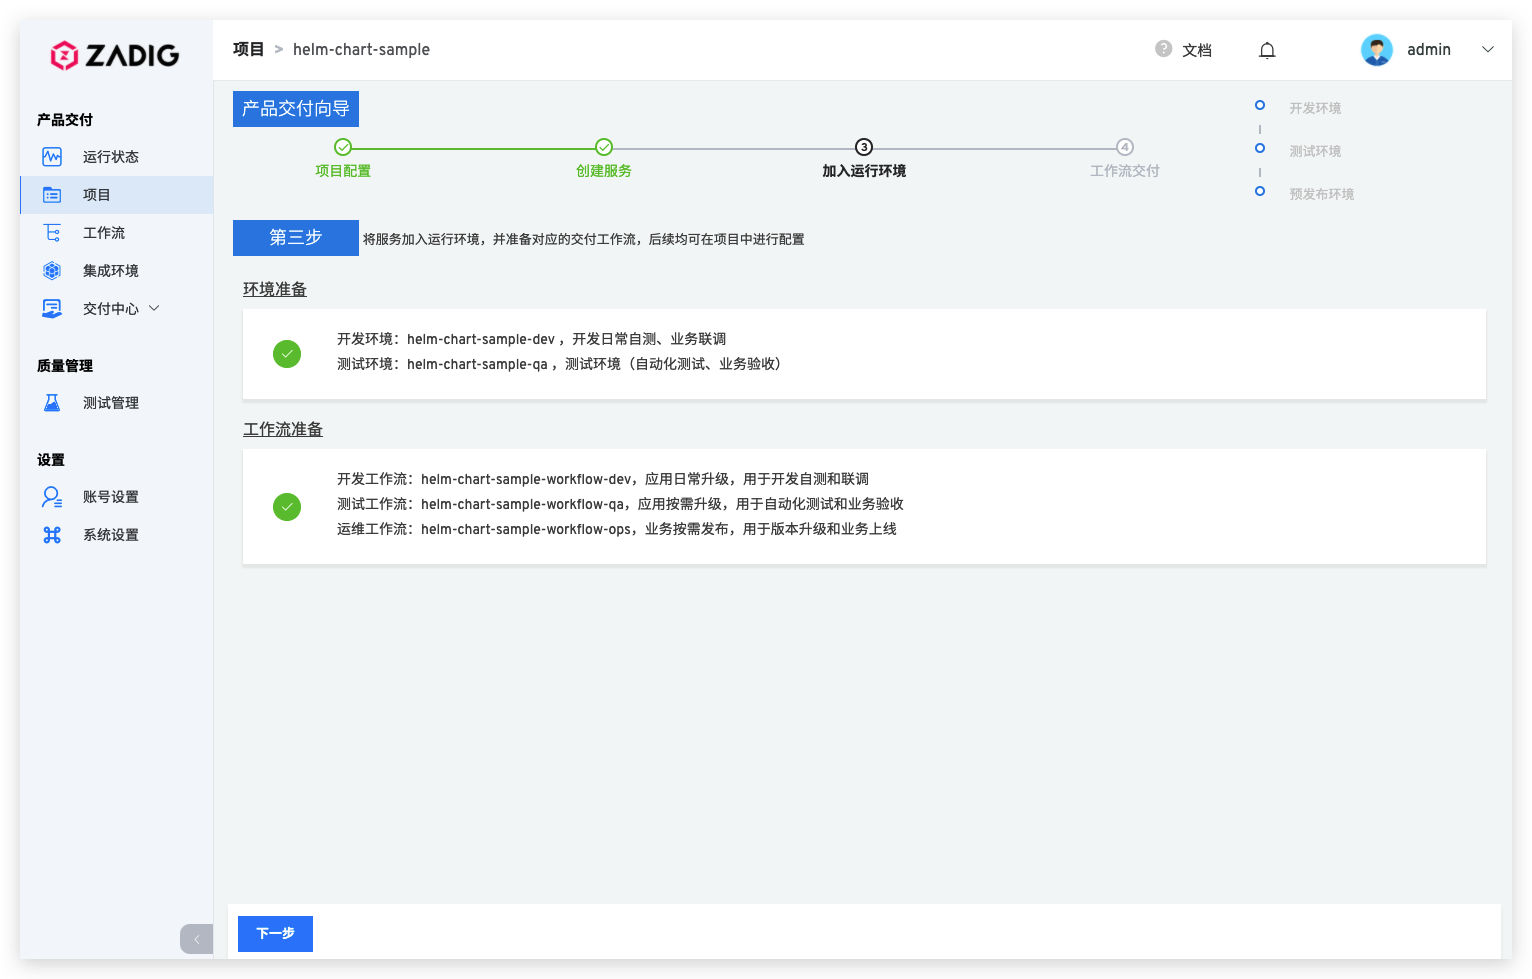 ZADIG
项目 > helm-chart-sample
? 文档
admin
产品交付
运行状态
项目
工作流
集成环境
交付中心
质量管理
测试管理
设置
账号设置
系统设置
产品交付向导
项目配置
创建服务
3
加入运行环境
4
工作流交付
开发环境
测试环境
预发布环境
第三步 将服务加入运行环境，并准备对应的交付工作流，后续均可在项目中进行配置
环境准备
开发环境：helm-chart-sample-dev ，开发日常自测、业务联调
测试环境：helm-chart-sample-qa ，测试环境（自动化测试、业务验收）
工作流准备
开发工作流：helm-chart-sample-workflow-dev，应用日常升级，用于开发自测和联调
测试工作流：helm-chart-sample-workflow-qa，应用按需升级，用于自动化测试和业务验收
运维工作流：helm-chart-sample-workflow-ops，业务按需发布，用于版本升级和业务上线
下一步